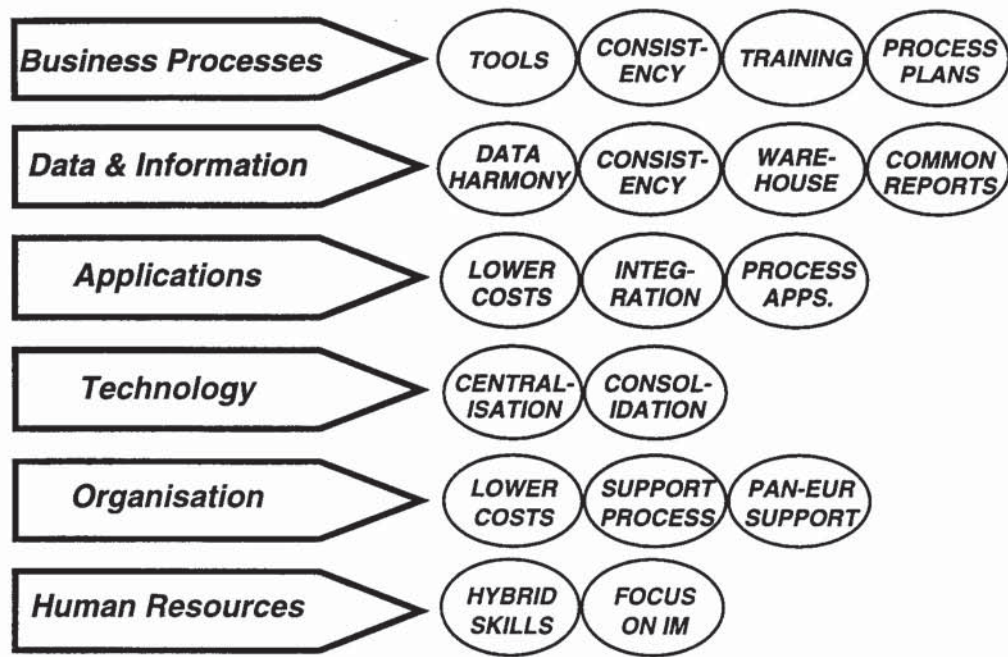 Business Processes
TOOLS
CONSIST-
ENCY
TRAINING
PROCESS
PLANS
Data & Information
DATA
HARMONY
CONSIST-
ENCY
WARE-
HOUSE
COMMON
REPORTS
Applications
LOWER
COSTS
INTEG-
RATION
PROCESS
APPS.
Technology
CENTRAL-
ISATION
CONSOL-
IDATION
Organisation
LOWER
COSTS
SUPPORT
PROCESS
PAN-EUR
SUPPORT
Human Resources
HYBRID
SKILLS
FOCUS
ON IM